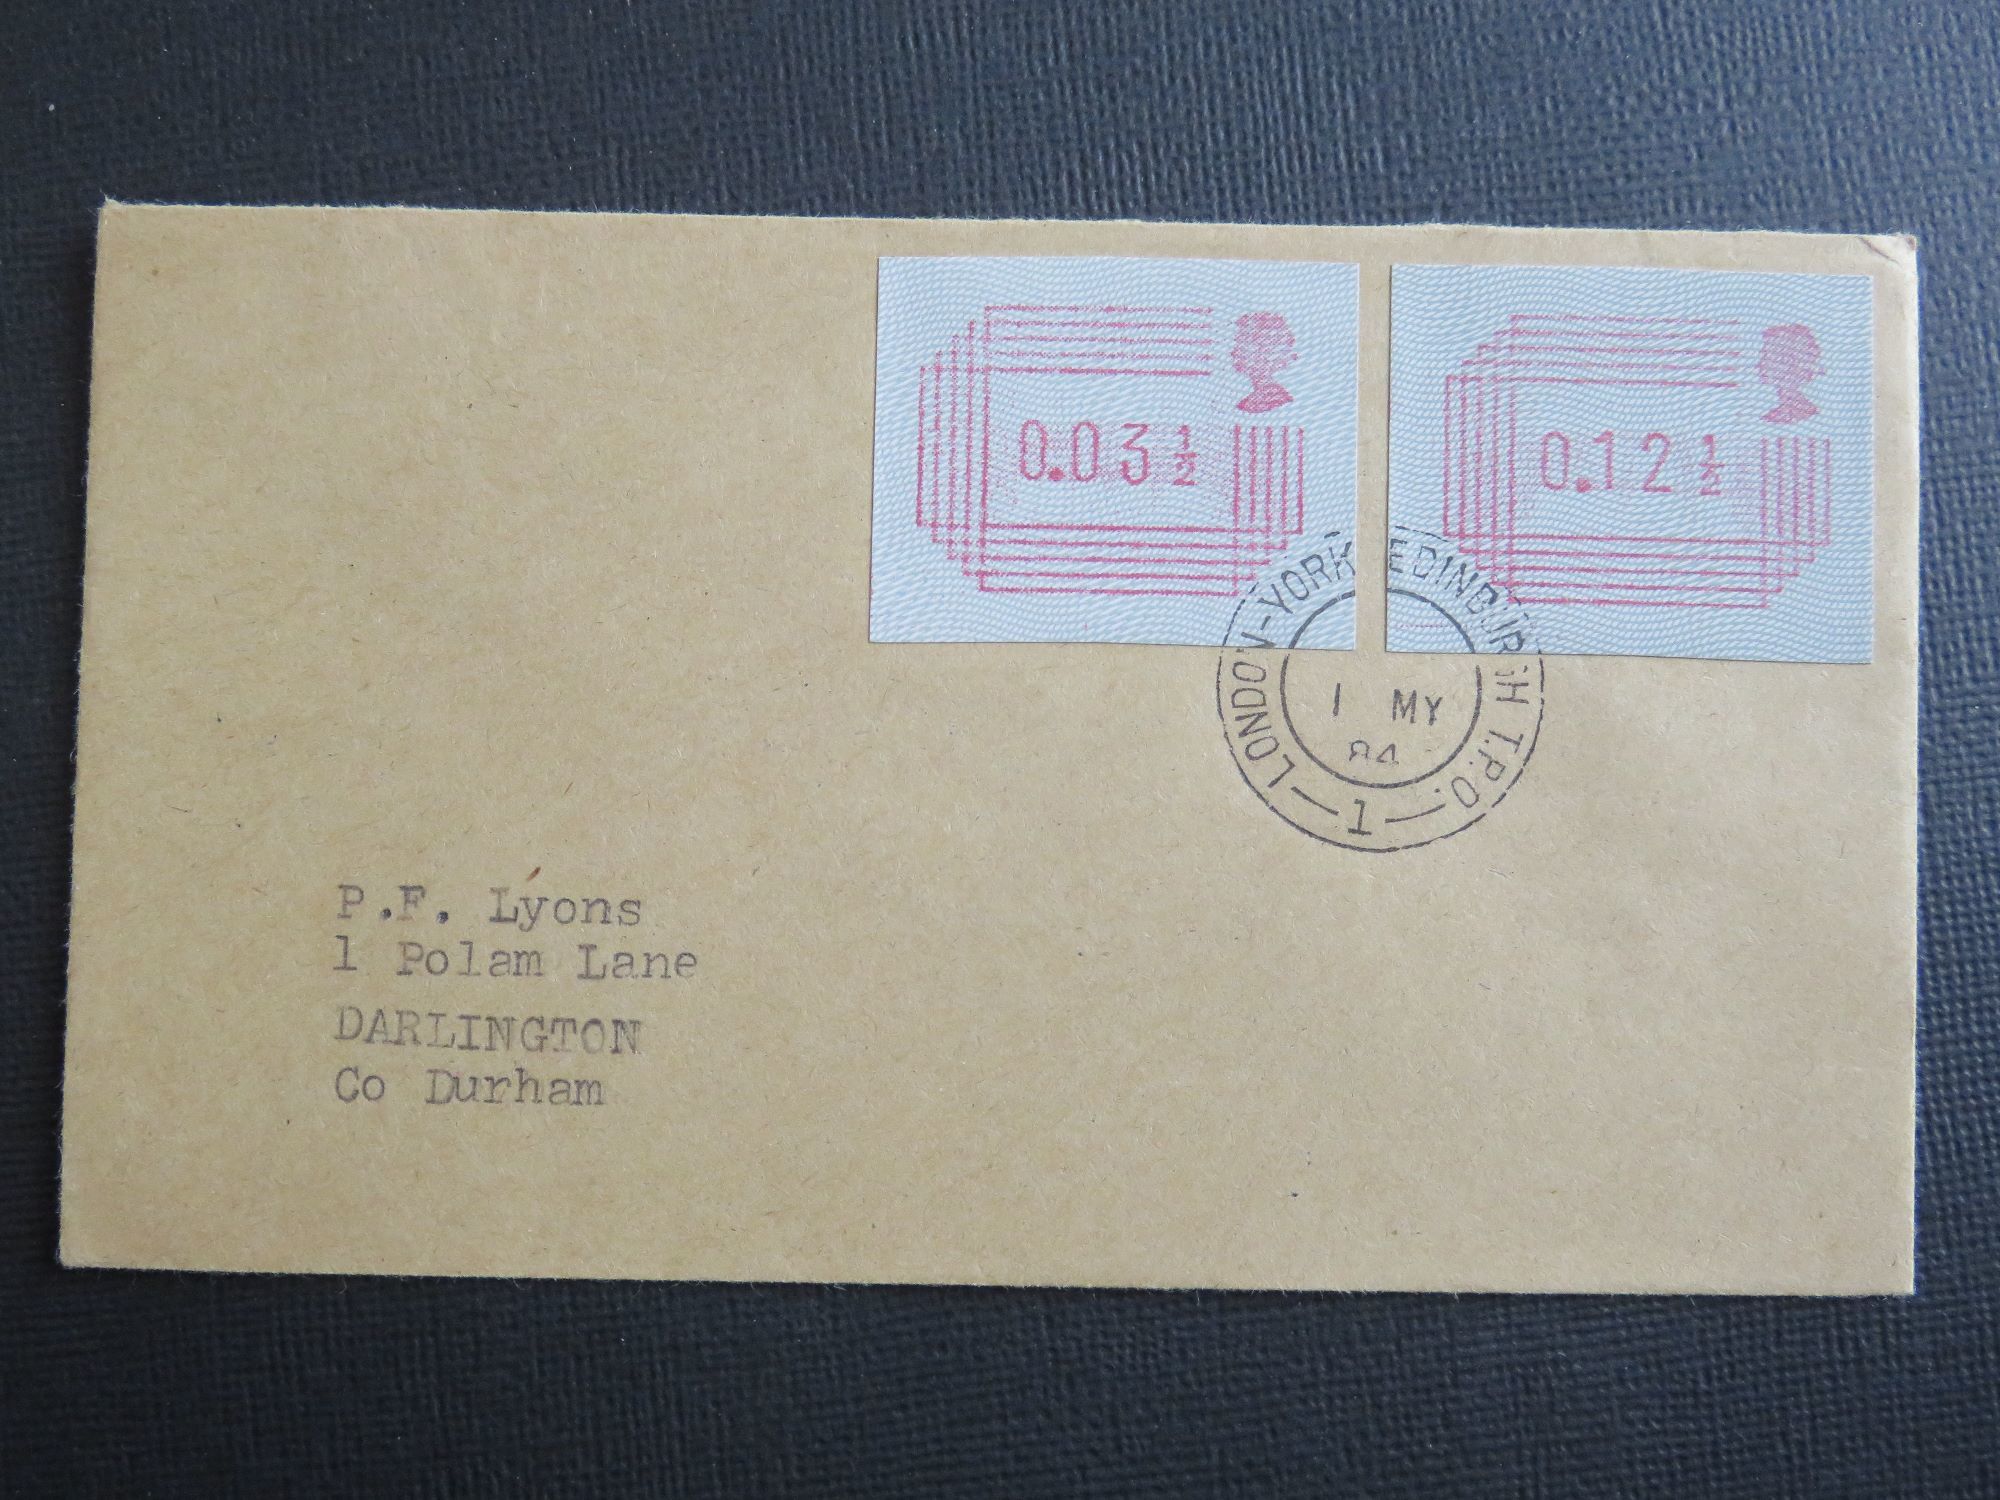 0.03½
0.12½
LONDON-YORK-EDINBURGH T.P.O.
1 MY
84
1
P.F. Lyons
1 Polam Lane
DARLINGTON
Co Durham